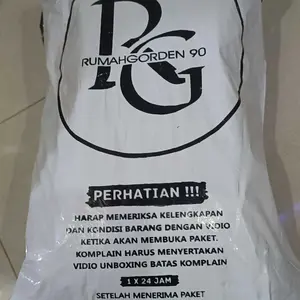 RG
RUMAHGORDEN 90
PERHATIAN !!!
HARAP MEMERIKSA KELENGKAPAN
DAN KONDISI BARANG DENGAN VIDIO
KETIKA AKAN MEMBUKA PAKET.
KOMPLAIN HARUS MENYERTAKAN
VIDIO UNBOXING BATAS KOMPLAIN
1 X 24 JAM
SETELAH MENERIMA PAKET